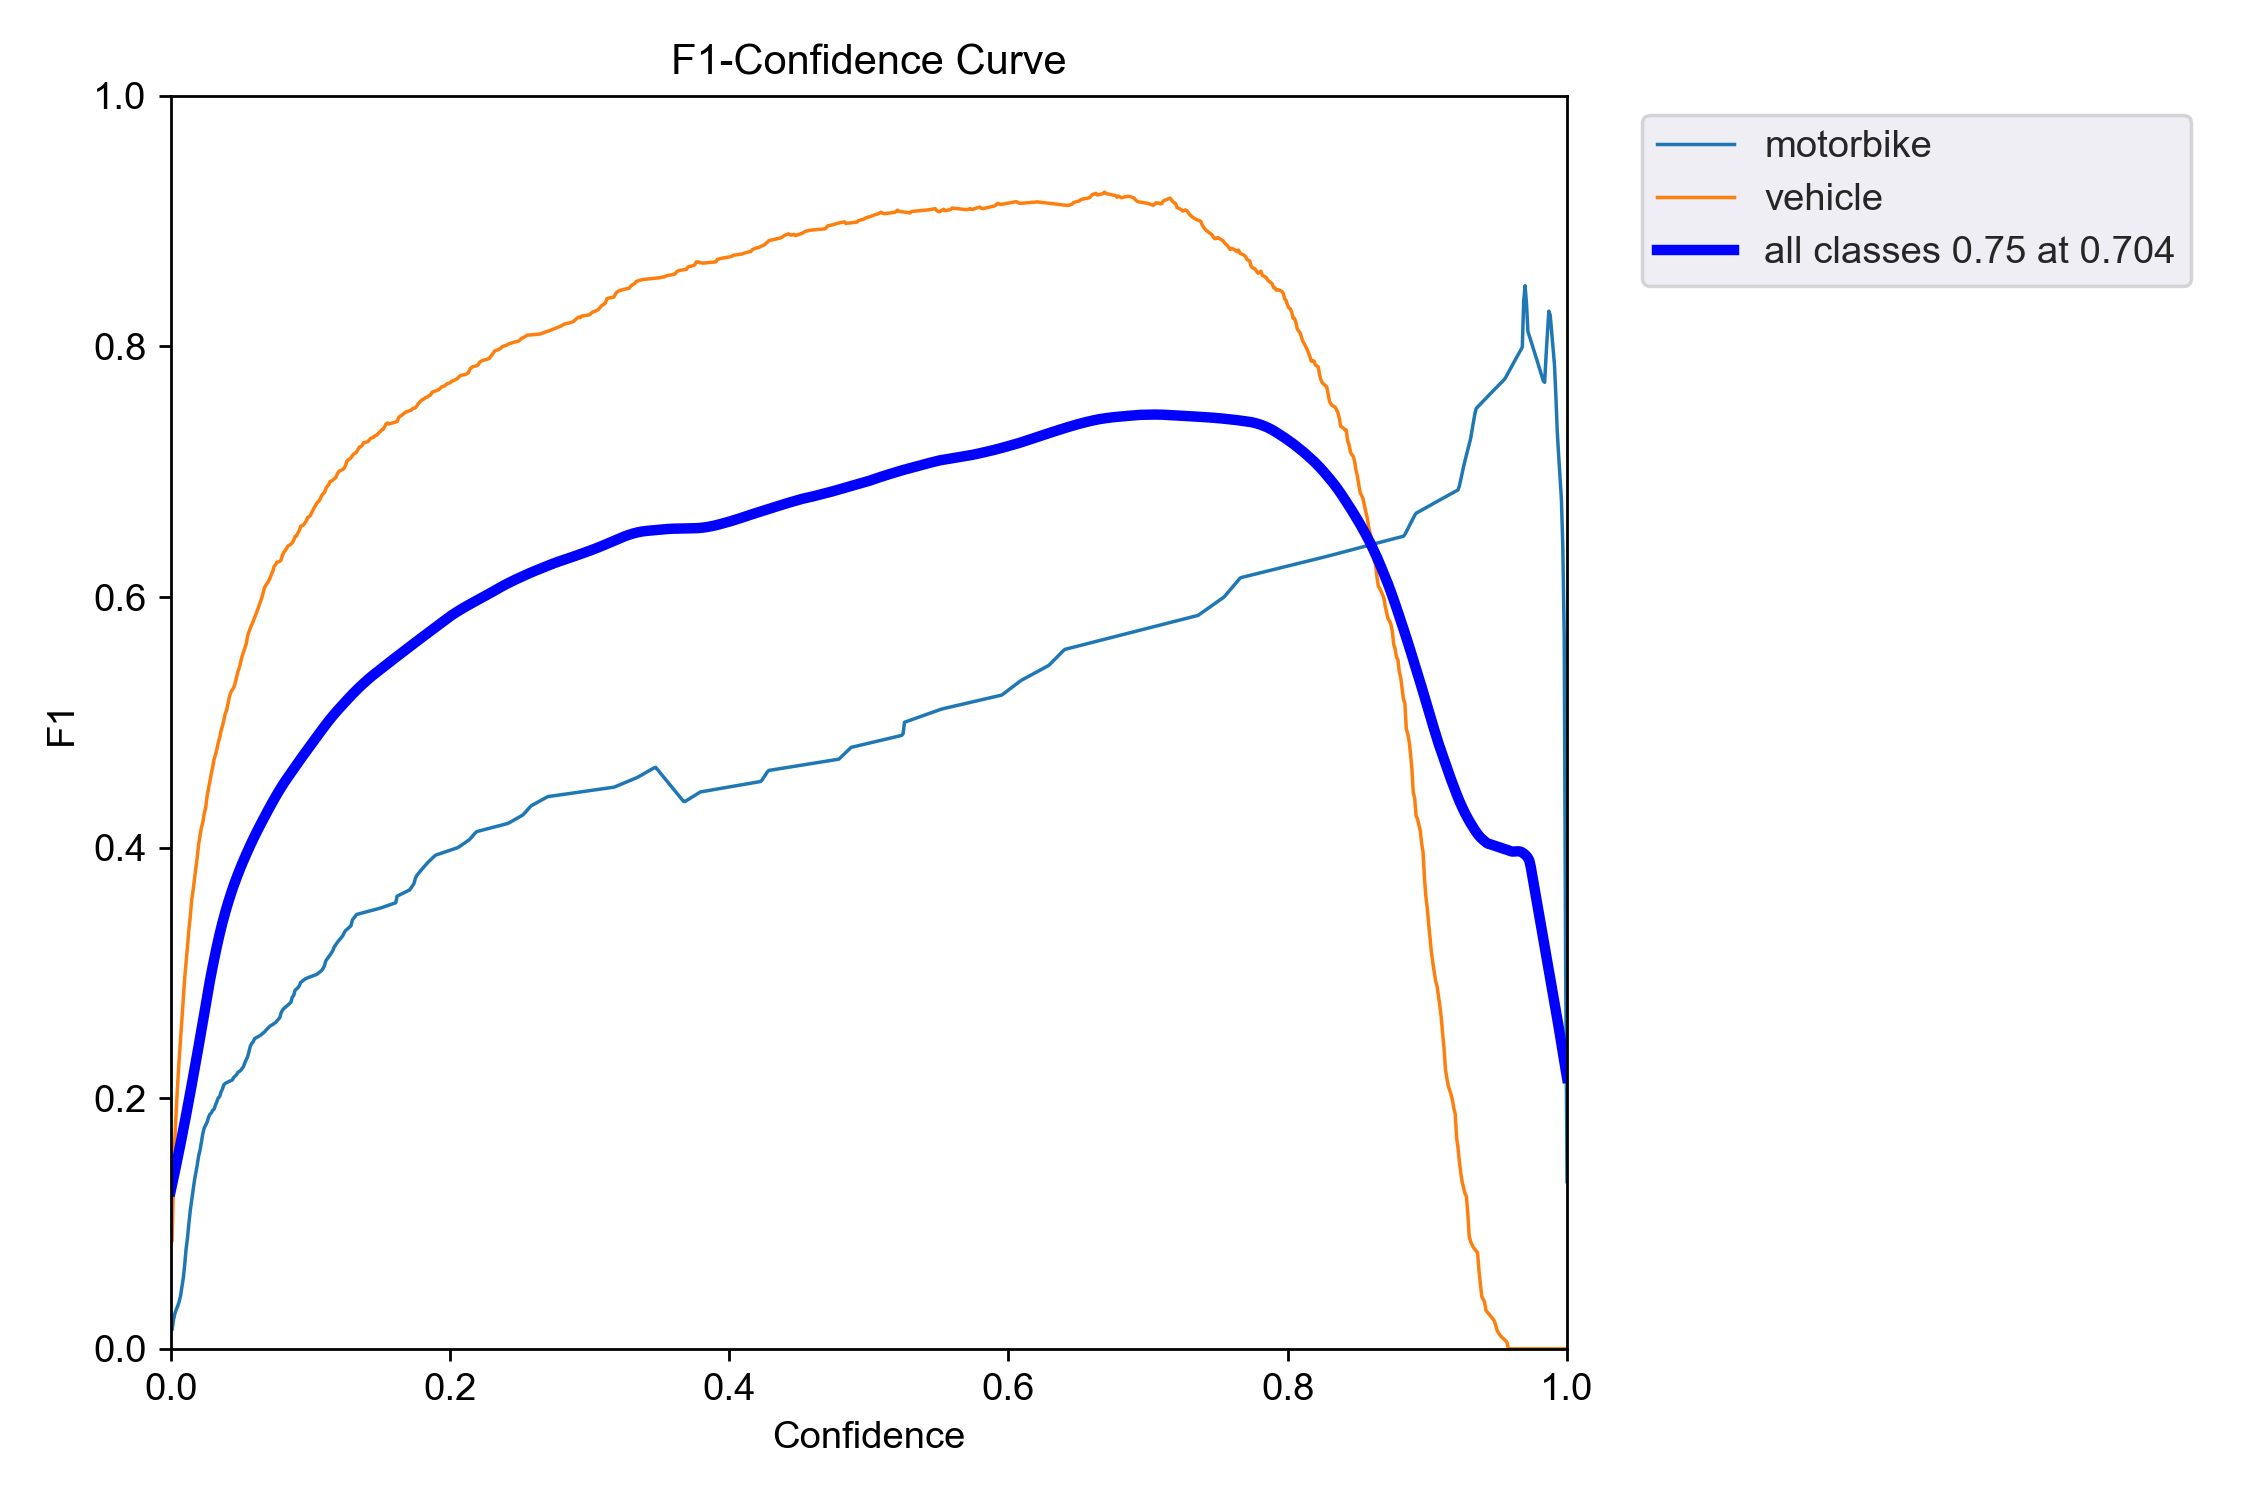 F1-Confidence Curve
1.0
0.8
0.6
0.4
0.2
0.0
F1
0.0 0.2 0.4 0.6 0.8 1.0
Confidence
motorbike
vehicle
all classes 0.75 at 0.704